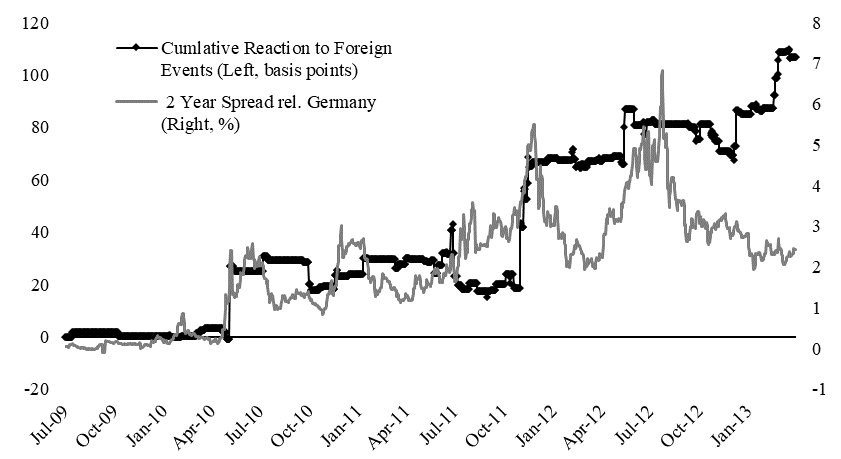 120
100
80
60
40
20
0
-20
Cumlative Reaction to Foreign
Events (Left, basis points)
2 Year Spread rel. Germany
(Right, %)
8
7
6
5
4
3
2
1
0
-1
Jul-09
Oct-09
Jan-10
Apr-10
Jul-10
Oct-10
Jan-11
Apr-11
Jul-11
Oct-11
Jan-12
Apr-12
Jul-12
Oct-12
Jan-13